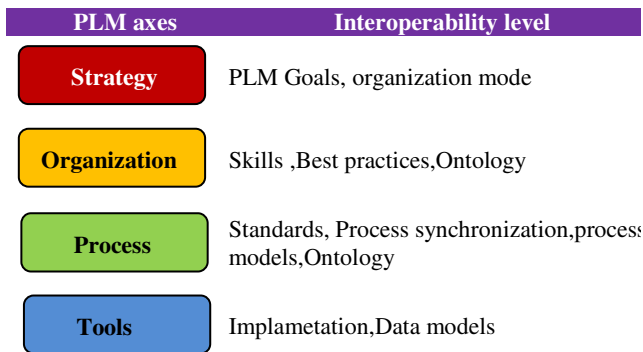 PLM axes Interoperability level
Strategy PLM Goals, organization mode
Organization Skills ,Best practices,Ontology
Process Standards, Process synchronization,process
models,Ontology
Tools Implametation,Data models